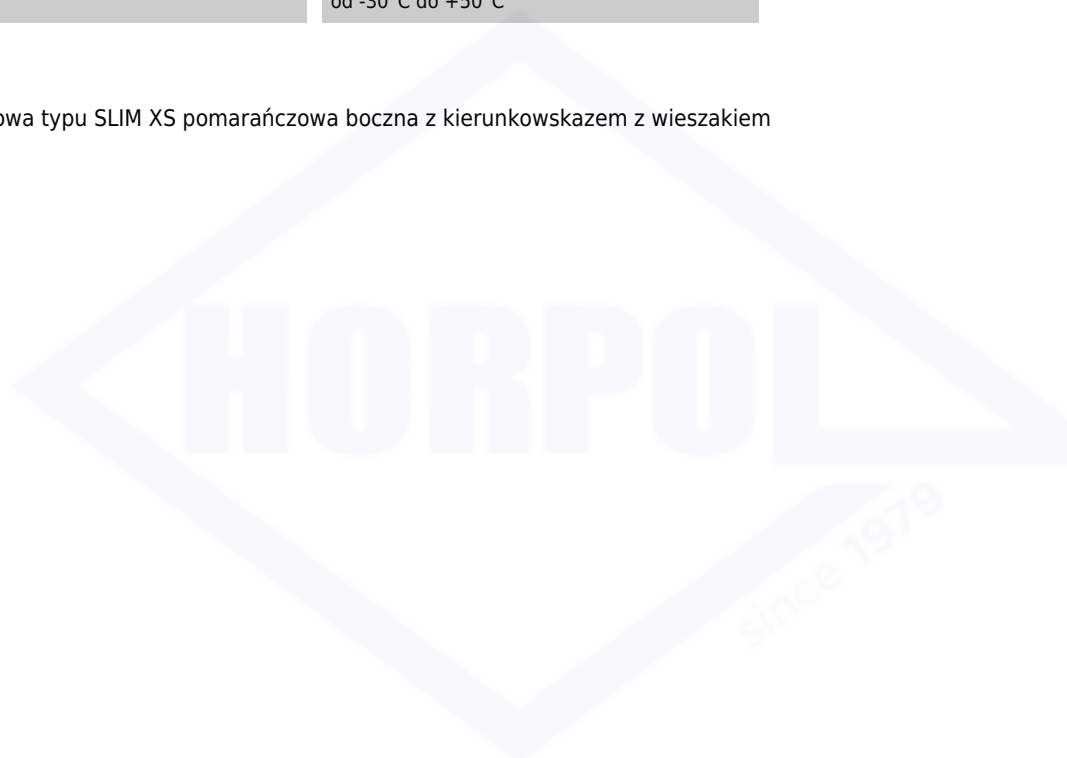 od -30°C do +50°C
owa typu SLIM XS pomarańczowa boczna z kierunkowskazem z wieszakiem
HORPOL
since 1979